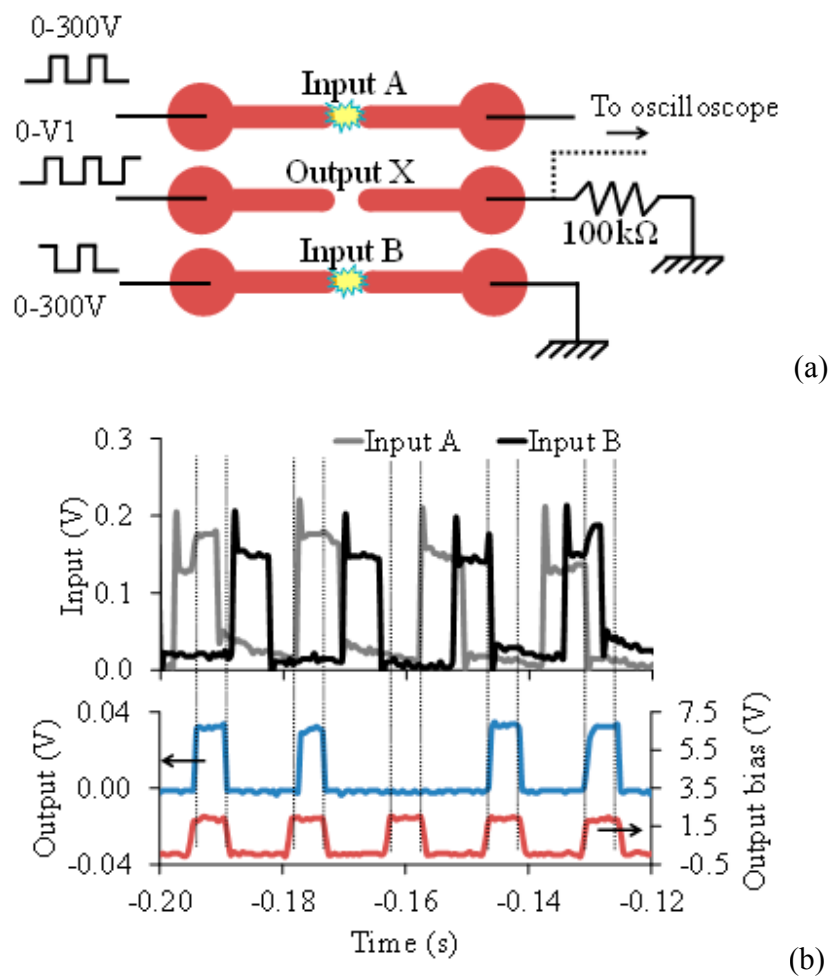 0-300V
Input A
To oscilloscope
0-V1
Output X
100kΩ
Input B
0-300V
(a)
Input A Input B
0.3
0.2
0.1
0.0
Input (V)
0.04
0.00
-0.04
Output (V)
7.5
5.5
3.5
1.5
-0.5
Output bias (V)
-0.20 -0.18 -0.16 -0.14 -0.12
Time (s)
(b)